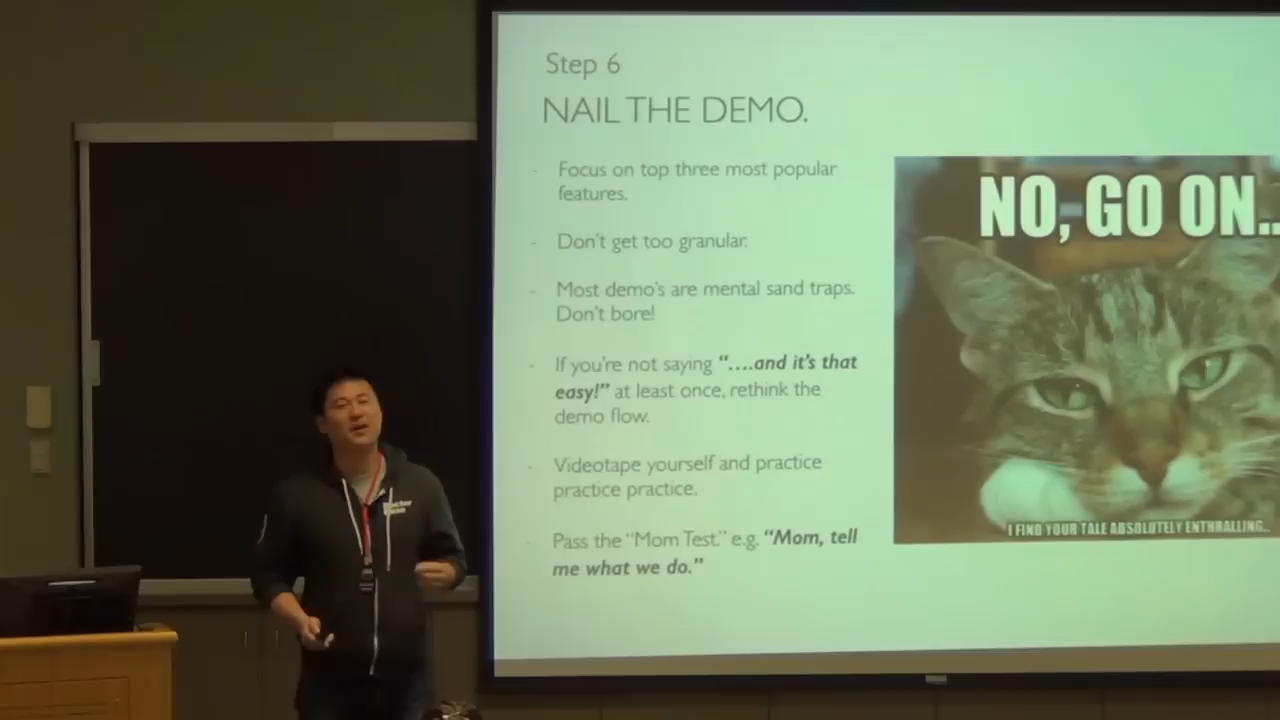 Step 6
NAIL THE DEMO.
- Focus on top three most popular
features.
- Don't get too granular.
- Most demo's are mental sand traps.
Don't bore!
- If you're not saying "....and it's that
easy!" at least once, rethink the
demo flow.
- Videotape yourself and practice
practice practice.
- Pass the "Mom Test." e.g. "Mom, tell
me what we do."
NO, GO ON..
I FIND YOUR TALE ABSOLUTELY ENTHRALLING..